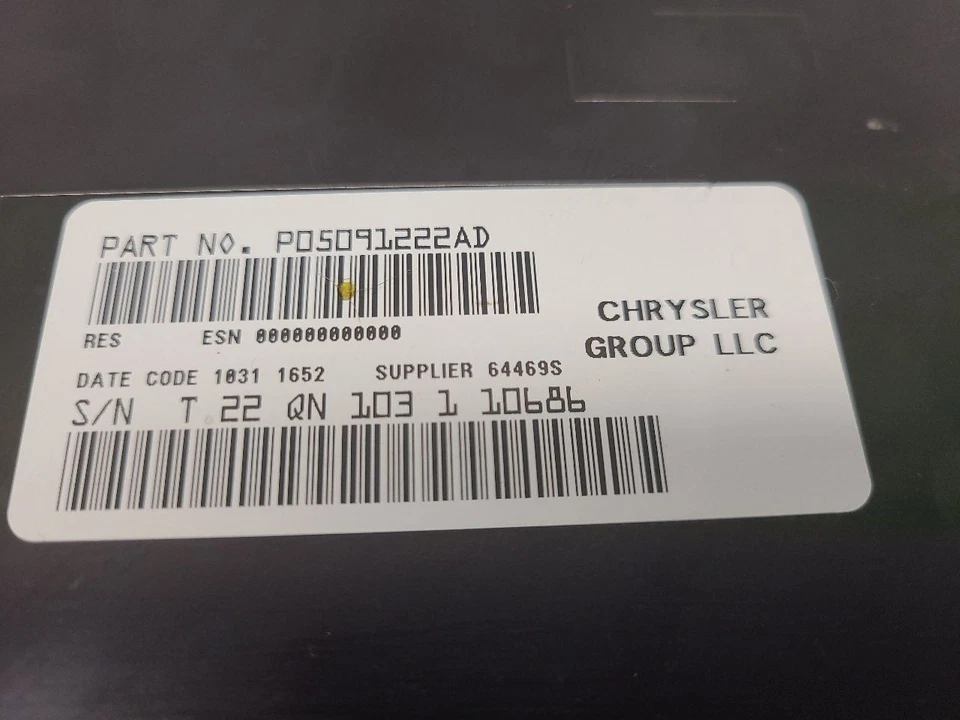 PART NO. P05091222AD
RES ESN 000000000000
CHRYSLER
GROUP LLC
DATE CODE 1031 1652 SUPPLIER 64469S
S/N T 22 QN 103 1 10686